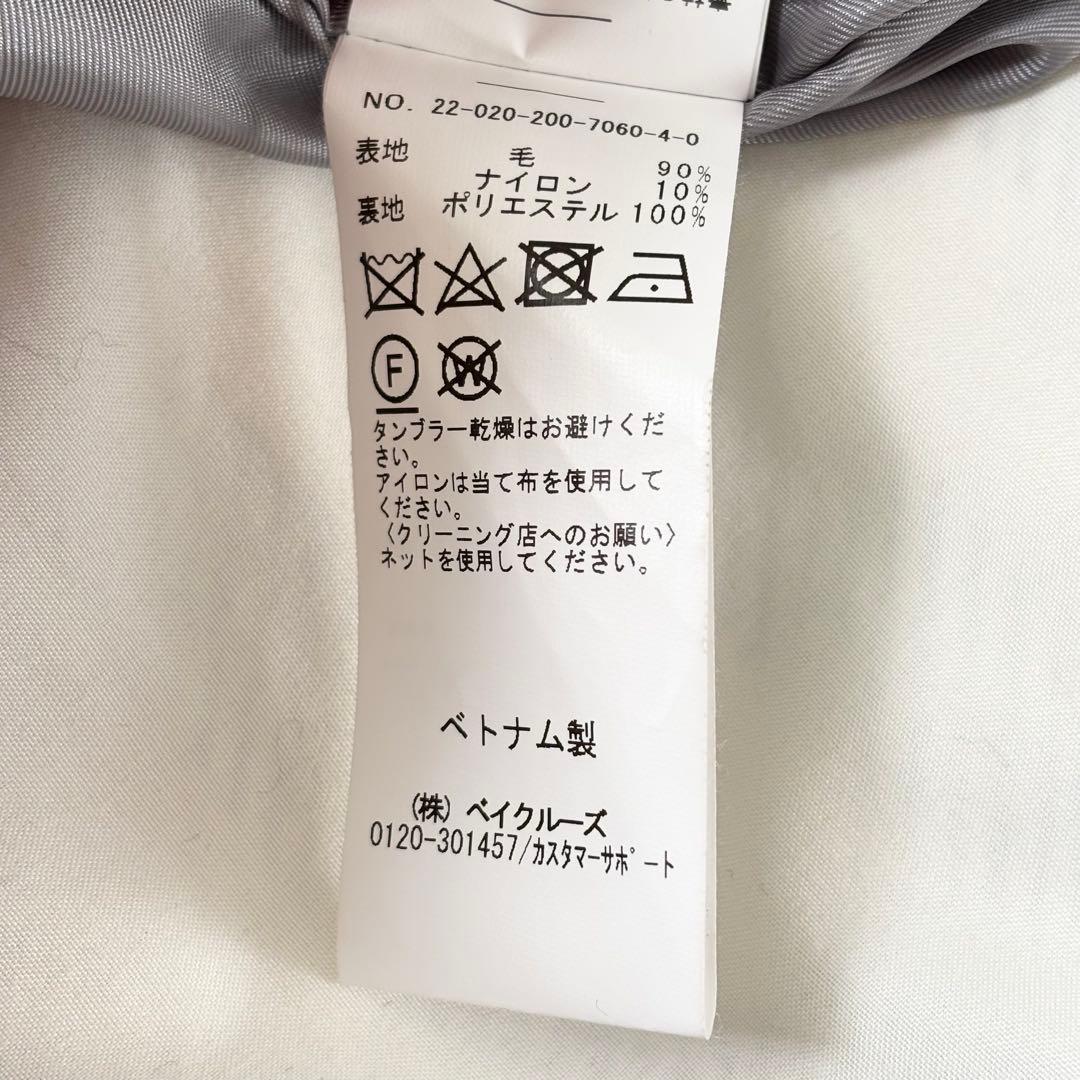 NO. 22-020-200-7060-4-0
表地 毛 90%
ナイロン 10%
裏地 ポリエステル 100%
F W
タンブラー乾燥はお避けくだ
さい。
アイロンは当て布を使用して
ください。
〈クリーニング店へのお願い〉
ネットを使用してください。
ベトナム製
(株) ベイクルーズ
0120-301457/カスタマーサポート